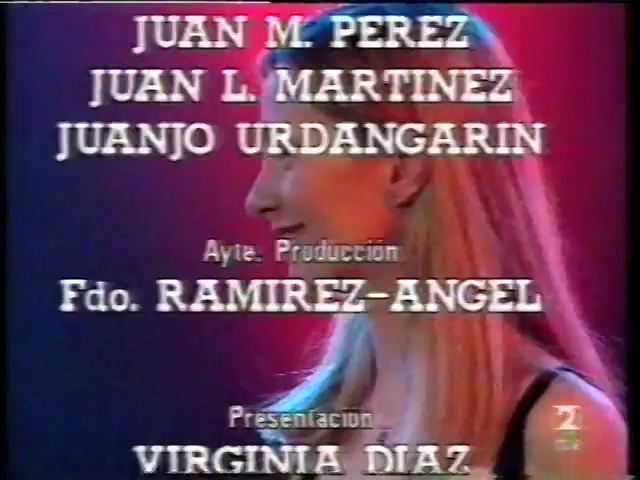 JUAN M. PEREZ
JUAN L. MARTINEZ
JUANJO URDANGARIN
Ayte. Producción
Fdo. RAMIREZ-ANGEL
Presentación
VIRGINIA DIAZ
2